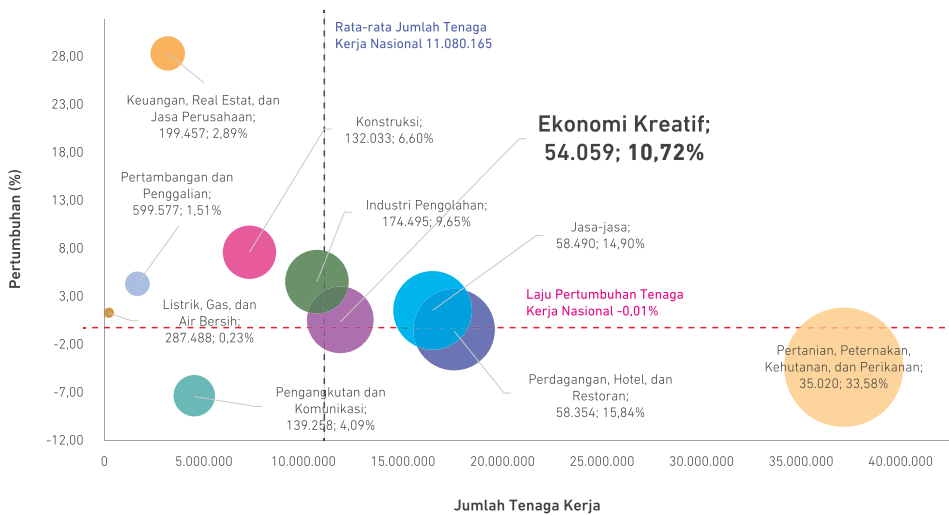 Rata-rata Jumlah Tenaga
Kerja Nasional 11.080.165
Pertumbuhan (%)
28,00
23,00
18,00
13,00
8,00
3,00
-2,00
-7,00
-12,00
Keuangan, Real Estat, dan
Jasa Perusahaan;
199.457; 2,89%
Konstruksi;
132.033; 6,60%
Ekonomi Kreatif;
54.059; 10,72%
Pertambangan dan
Penggalian;
599.577; 1,51%
Industri Pengolahan;
174.495; 9,65%
Jasa-jasa;
58.490; 14,90%
Listrik, Gas, dan
Air Bersih;
287.488; 0,23%
Laju Pertumbuhan Tenaga
Kerja Nasional -0,01%
Pertanian, Peternakan,
Kehutanan, dan Perikanan;
35.020; 33,58%
Perdagangan, Hotel, dan
Restoran;
58.354; 15,84%
Pengangkutan dan
Komunikasi;
139.258; 4,09%
0
5.000.000
10.000.000
15.000.000
20.000.000
25.000.000
30.000.000
35.000.000
40.000.000
Jumlah Tenaga Kerja